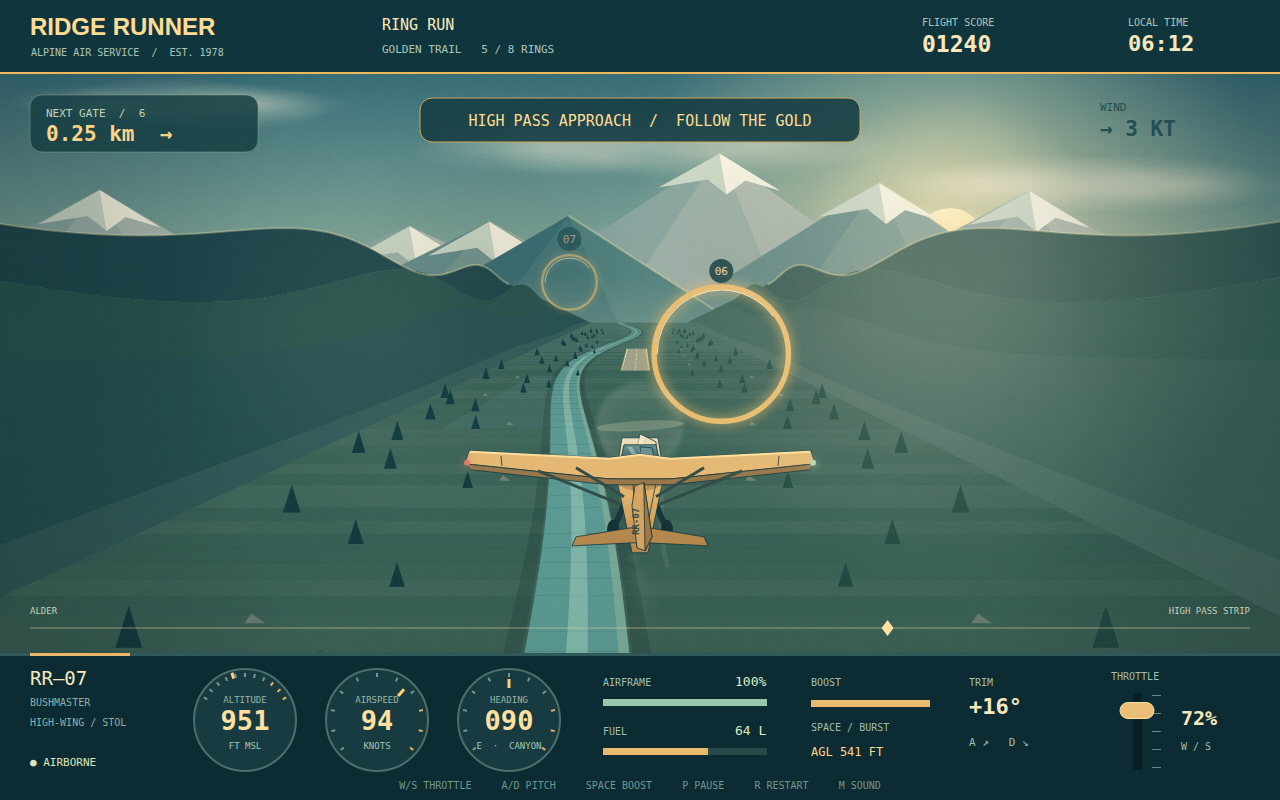 RIDGE RUNNER
ALPINE AIR SERVICE / EST. 1978
RING RUN
GOLDEN TRAIL 5 / 8 RINGS
FLIGHT SCORE
01240
LOCAL TIME
06:12
NEXT GATE / 6
0.25 km →
HIGH PASS APPROACH / FOLLOW THE GOLD
WIND
→ 3 KT
07
06
RR-07
ALDER
HIGH PASS STRIP
RR—07
BUSHMASTER
HIGH-WING / STOL
● AIRBORNE
ALTITUDE
951
FT MSL
AIRSPEED
94
KNOTS
HEADING
090
E · CANYON
AIRFRAME 100%
FUEL 64 L
BOOST
SPACE / BURST
AGL 541 FT
TRIM
+16°
A ↗ D ↘
THROTTLE
72%
W / S
W/S THROTTLE A/D PITCH SPACE BOOST P PAUSE R RESTART M SOUND